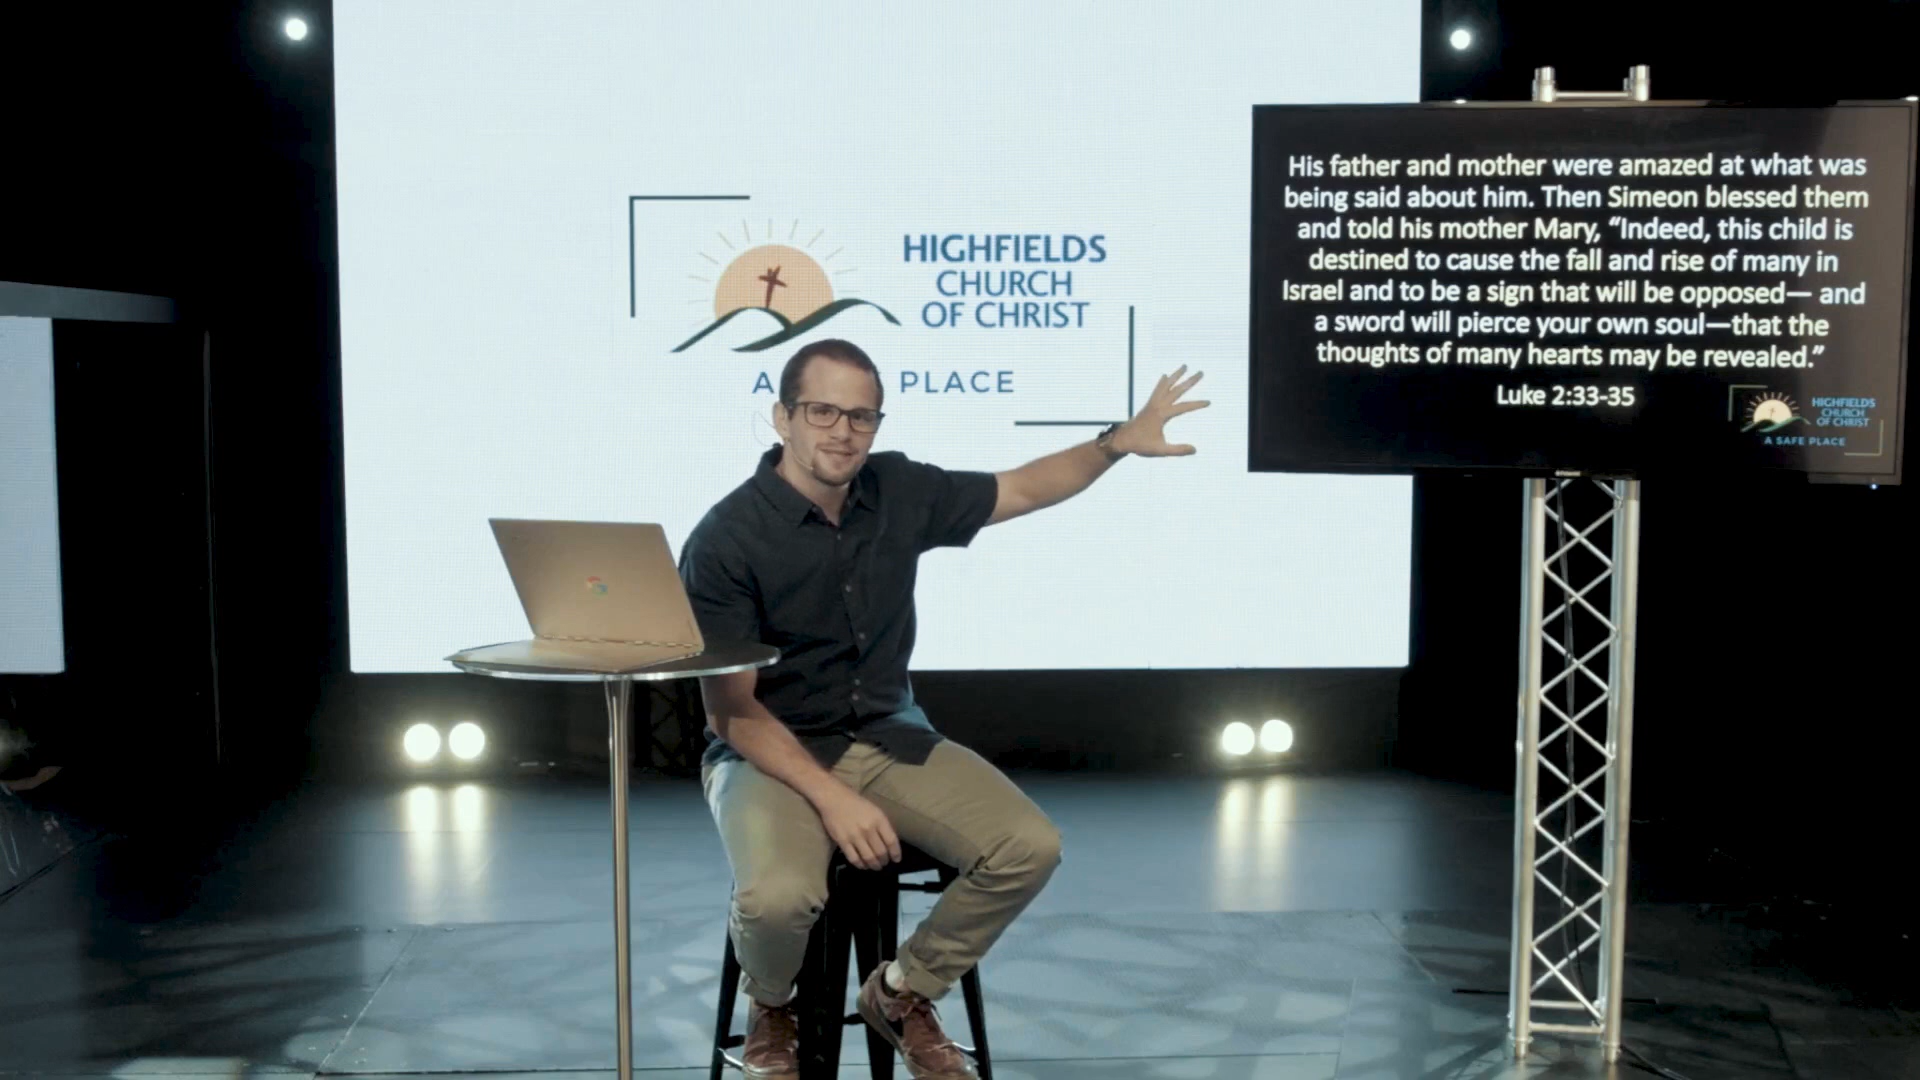 HIGHFIELDS
CHURCH
OF CHRIST
A
PLACE
His father and mother were amazed at what was
being said about him. Then Simeon blessed them
and told his mother Mary, “Indeed, this child is
destined to cause the fall and rise of many in
Israel and to be a sign that will be opposed— and
a sword will pierce your own soul—that the
thoughts of many hearts may be revealed.”
Luke 2:33-35
HIGHFIELDS
CHURCH
OF CHRIST
A SAFE PLACE